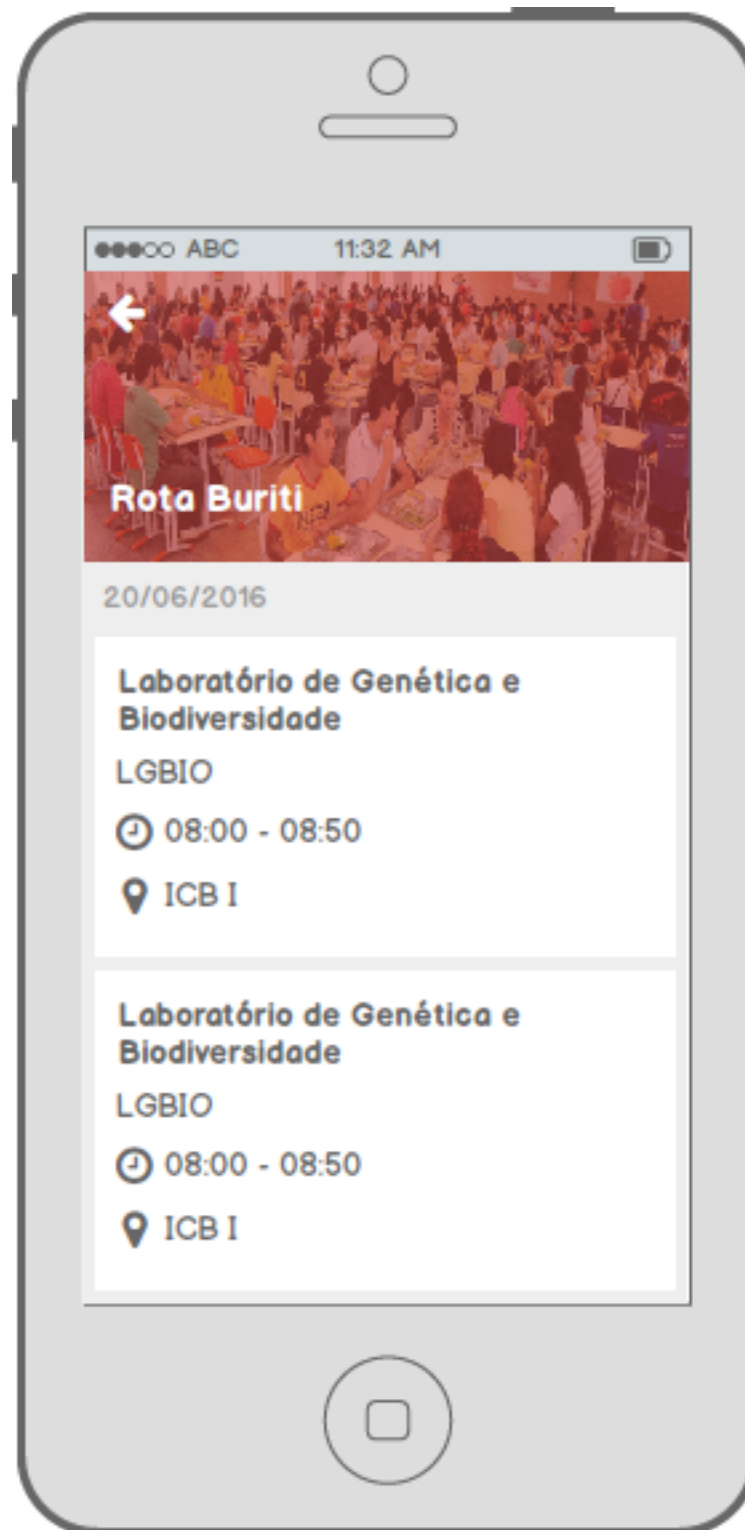 ABC 11:32 AM
Rota Buriti
20/06/2016
Laboratório de Genética e
Biodiversidade
LGBIO
08:00 - 08:50
ICB I
Laboratório de Genética e
Biodiversidade
LGBIO
08:00 - 08:50
ICB I